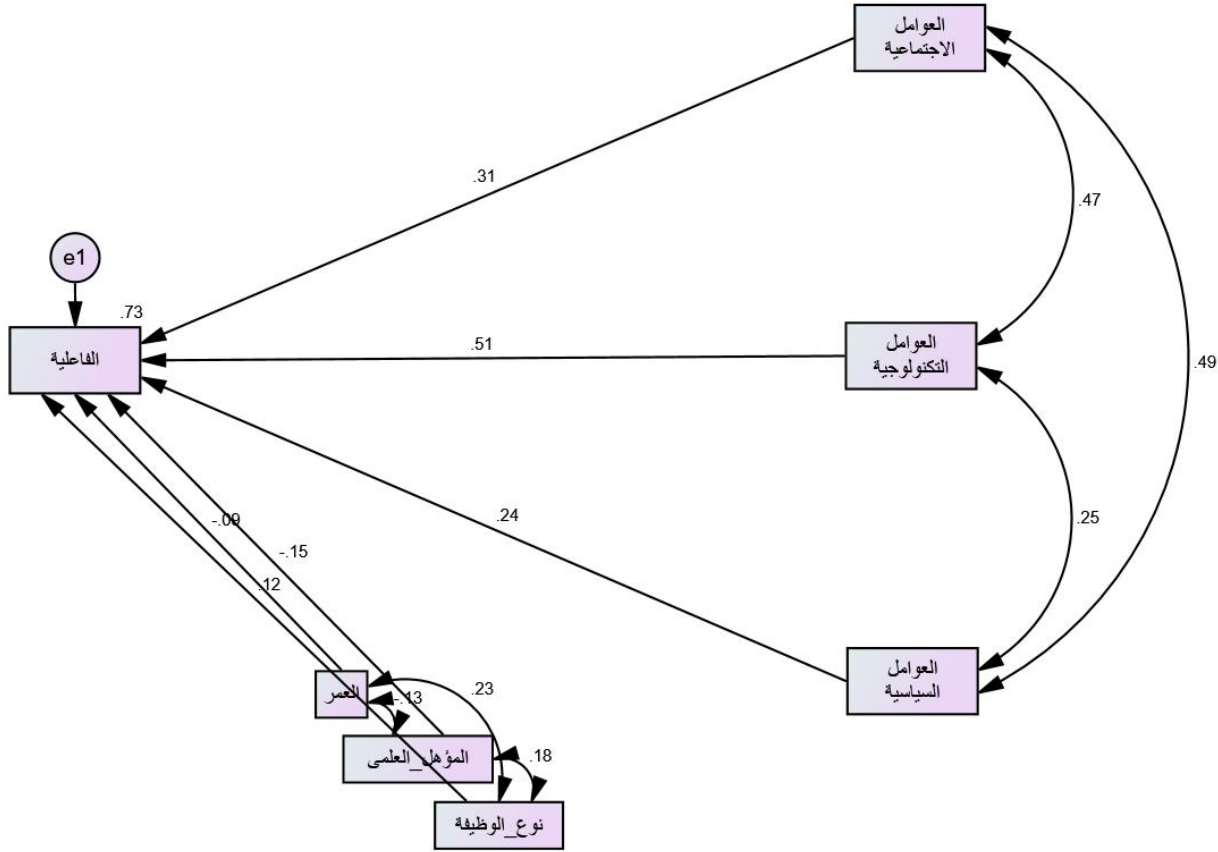 العوامل
الاجتماعية
.31
.47
e1
.73
الفاعلية
.51
العوامل
التكنولوجية
.49
.24
.25
-.09
-.15
.12
العوامل
السياسية
العمر
-.13
.23
المؤهل_العلمى
.18
نوع_الوظيفة